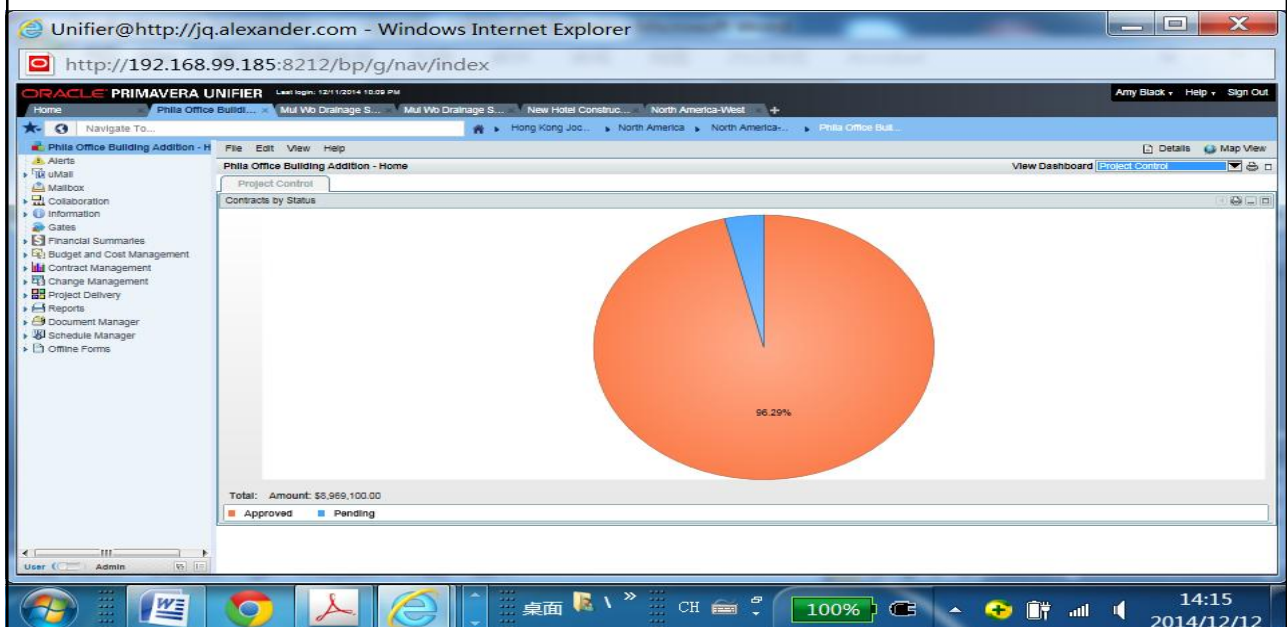 Unifier@http://jq.alexander.com - Windows Internet Explorer
http://192.168.99.185:8212/bp/g/nav/index
ORACLE PRIMAVERA UNIFIER Last login: 12/11/2014 10:09 PM Amy Black Help Sign Out
Home Phila Office Buildi... Mui Wo Drainage S... Mui Wo Drainage S... New Hotel Construc... North America-West +
Navigate To... Hong Kong Joc... North America North America-... Phila Office Buil...
Phila Office Building Addition - H File Edit View Help Details Map View
Alerts Phila Office Building Addition - Home View Dashboard Project Control
uMail Project Control
Mailbox
Collaboration Contracts by Status
Information
Gates
Financial Summaries
Budget and Cost Management
Contract Management
Change Management
Project Delivery
Reports
Document Manager
Schedule Manager
Offline Forms
96.29%
Total: Amount: $8,969,100.00
Approved Pending
User Admin
桌面 » CH 100% 14:15
2014/12/12